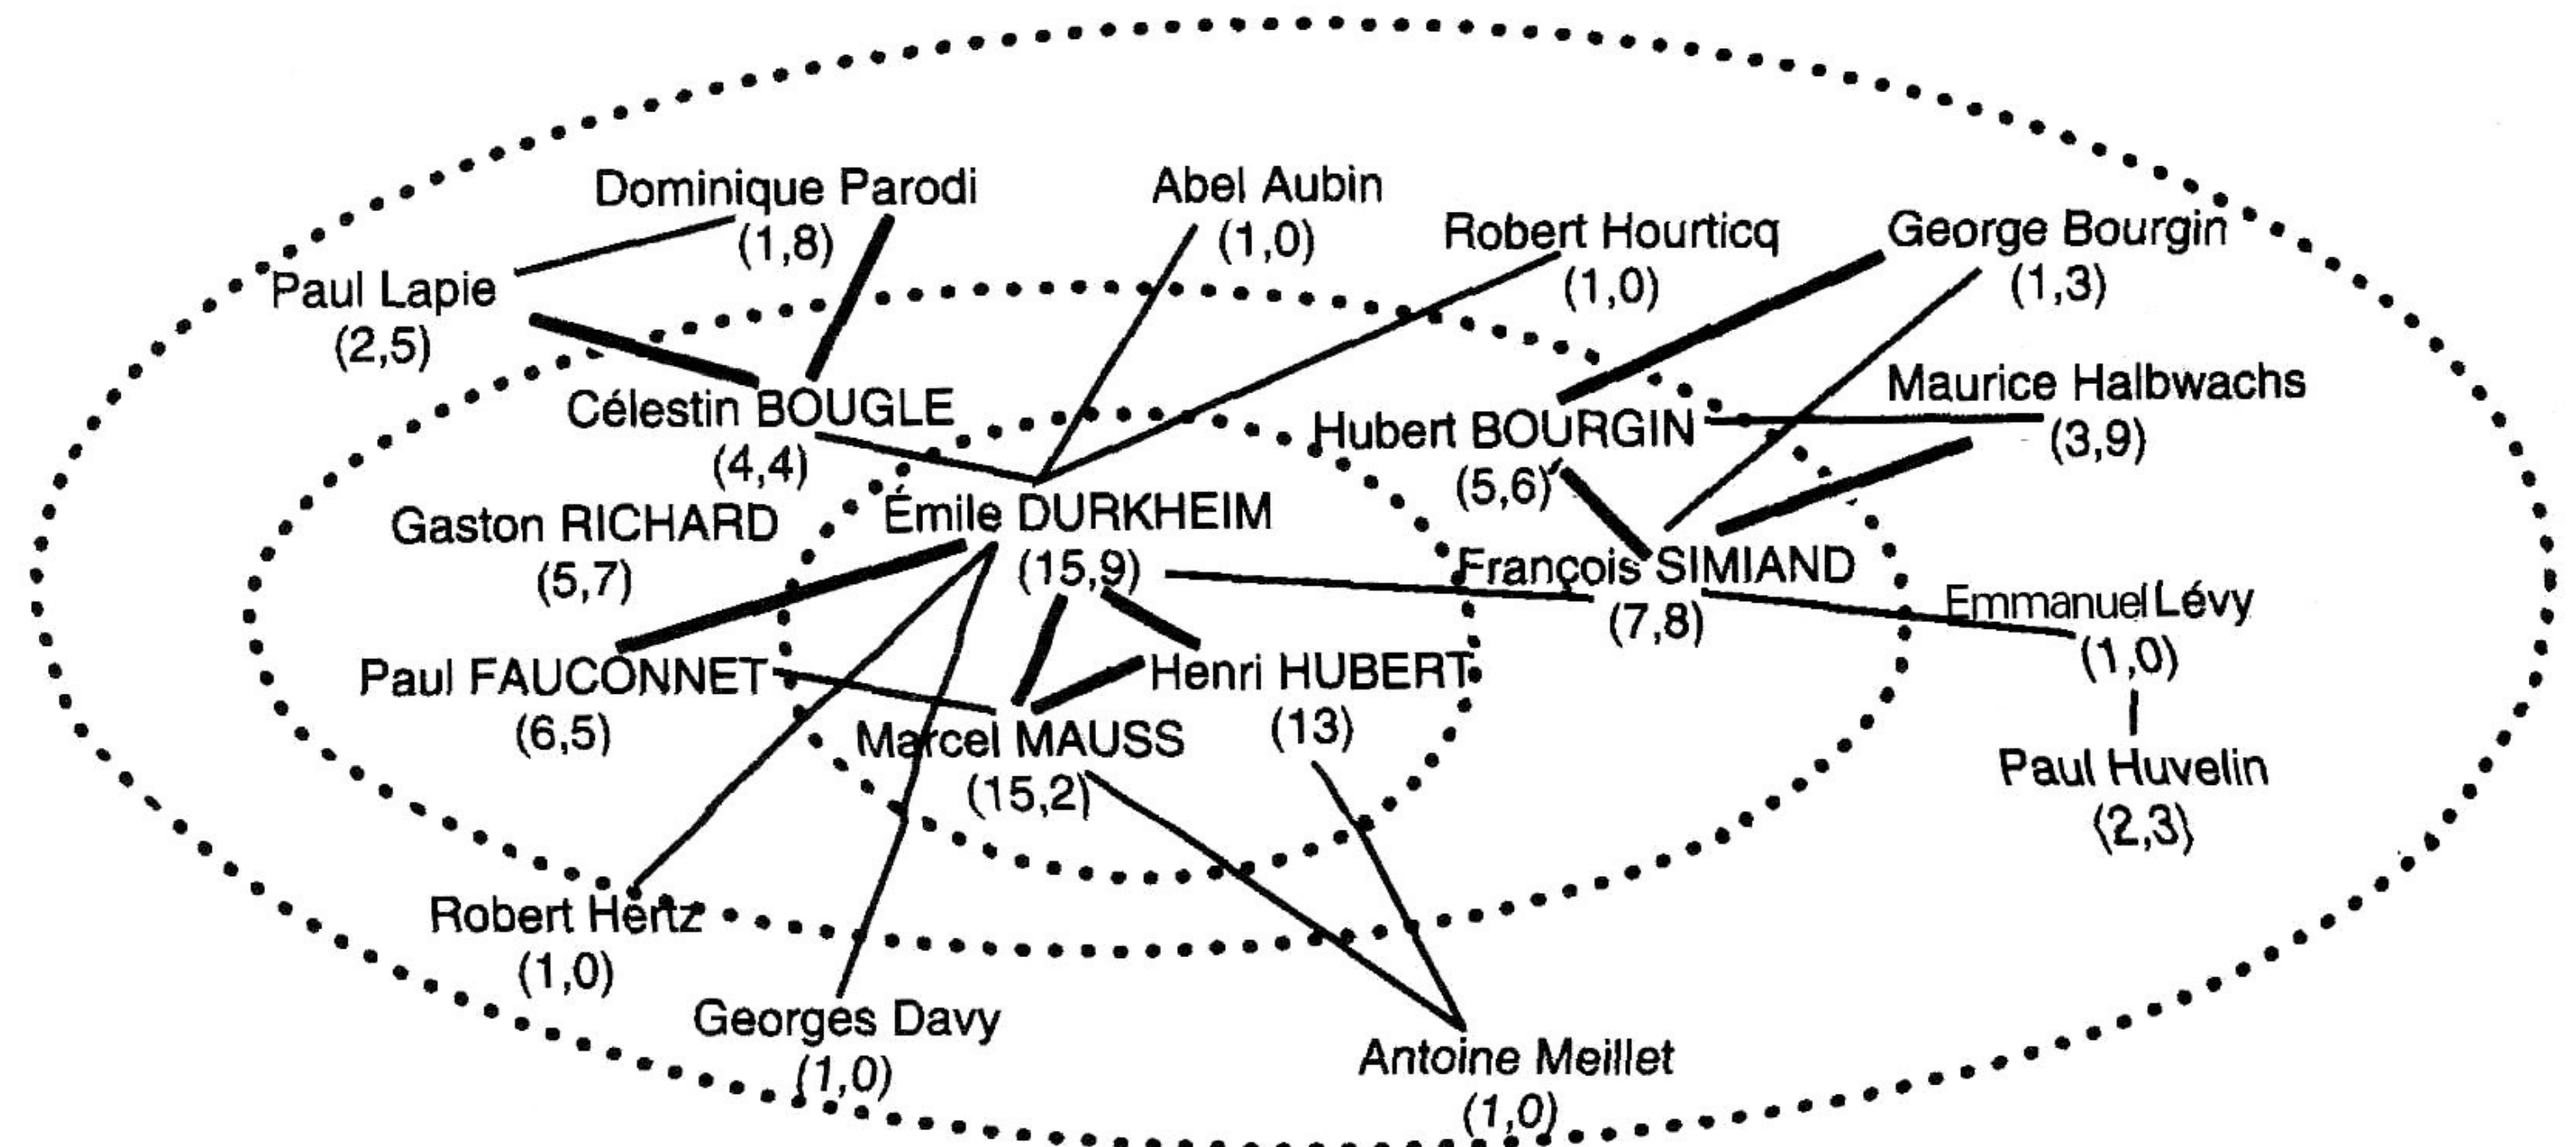 Dominique Parodi
(1,8)
Abel Aubin
(1,0)
Robert Hourticq
(1,0)
George Bourgin
(1,3)
Paul Lapie
(2,5)
Célestin BOUGLE
(4,4)
Hubert BOURGIN
(5,6)
Maurice Halbwachs
(3,9)
Gaston RICHARD
(5,7)
Émile DURKHEIM
(15,9)
François SIMIAND
(7,8)
Emmanuel Lévy
(1,0)
Paul FAUCONNET
(6,5)
Henri HUBERT
(13)
Marcel MAUSS
(15,2)
Paul Huvelin
(2,3)
Robert Hertz
(1,0)
Georges Davy
(1,0)
Antoine Meillet
(1,0)